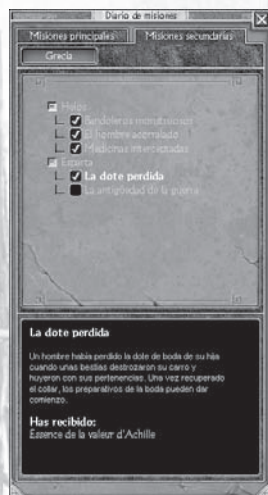 Diario de misiones
Misiones principales
Misiones secundarias
Grecia
Helos
Bandoleros monstruosos
El hombre acorralado
Medicinas interceptadas
Esparta
La dote perdida
La antigüedad de la guerra
La dote perdida
Un hombre había perdido la dote de boda de su hija
cuando unas bestias destrozaron su carro y
huyeron con sus pertenencias. Una vez recuperado
el collar, los preparativos de la boda pueden dar
comienzo.
Has recibido:
Essence de la valeur d'Achille